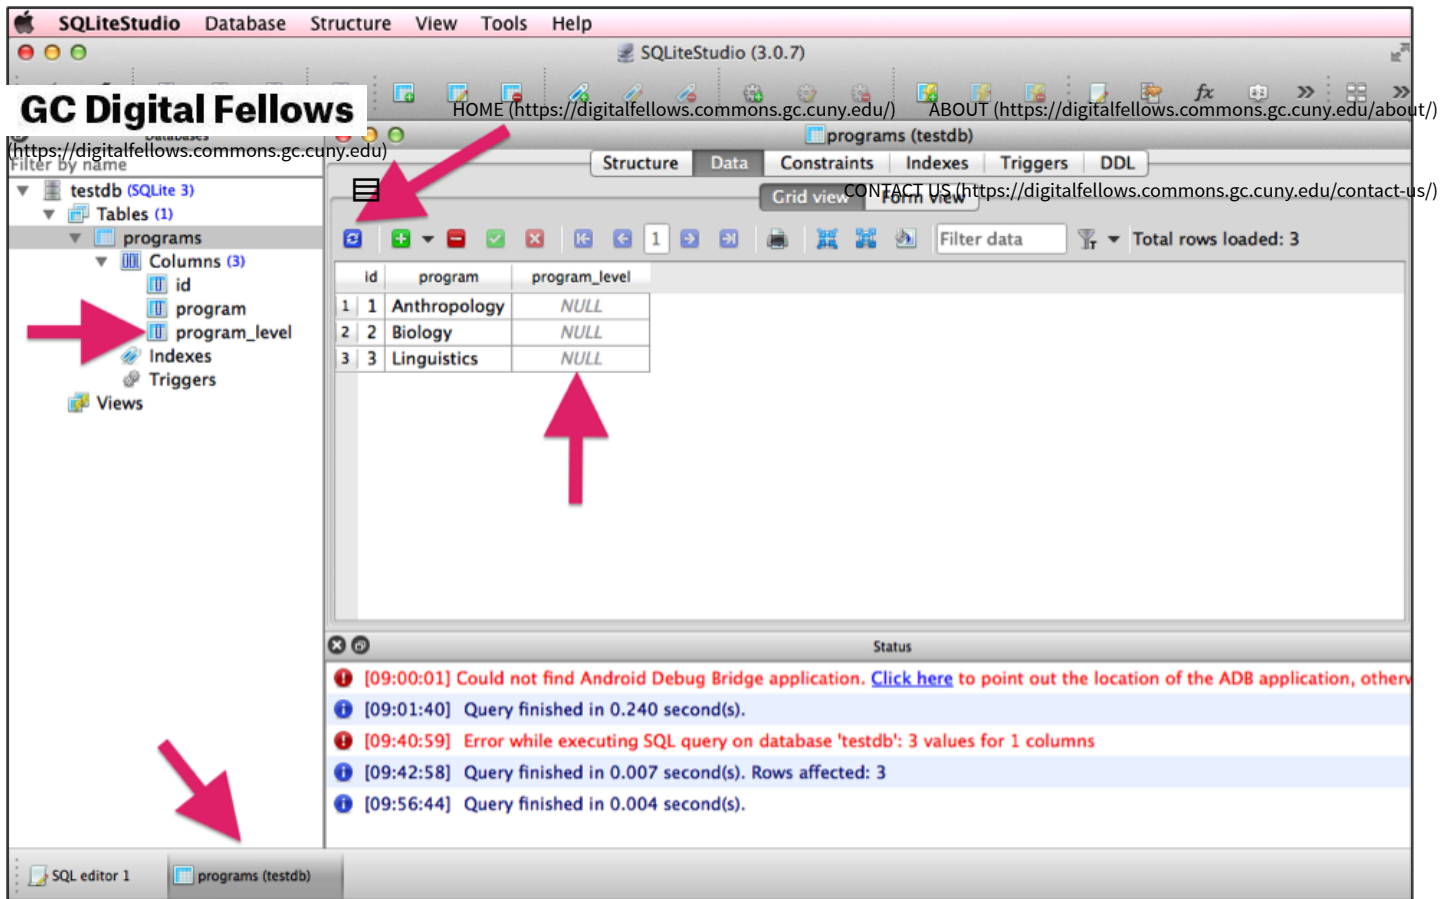 SQLiteStudio Database Structure View Tools Help
SQLiteStudio (3.0.7)
GC Digital Fellows
HOME (https://digitalfellows.commons.gc.cuny.edu/) ABOUT (https://digitalfellows.commons.gc.cuny.edu/about/)
Databases
programs (testdb)
(https://digitalfellows.commons.gc.cuny.edu)
Filter by name
Structure Data Constraints Indexes Triggers DDL
CONTACT US (https://digitalfellows.commons.gc.cuny.edu/contact-us/)
Grid view Form view
testdb (SQLite 3)
Tables (1)
programs
Columns (3)
id
program
program_level
Indexes
Triggers
Views
1 Filter data Total rows loaded: 3
id program program_level
1 1 Anthropology NULL
2 2 Biology NULL
3 3 Linguistics NULL
Status
[09:00:01] Could not find Android Debug Bridge application. Click here to point out the location of the ADB application, otherw
[09:01:40] Query finished in 0.240 second(s).
[09:40:59] Error while executing SQL query on database 'testdb': 3 values for 1 columns
[09:42:58] Query finished in 0.007 second(s). Rows affected: 3
[09:56:44] Query finished in 0.004 second(s).
SQL editor 1 programs (testdb)